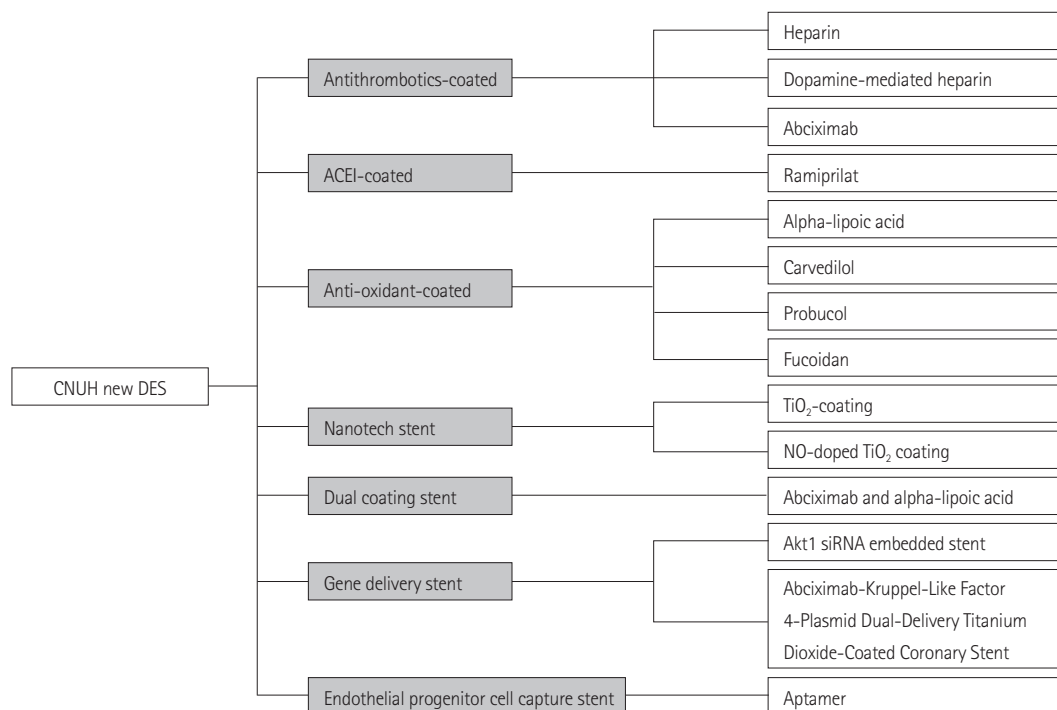 Heparin
Antithrombotics-coated
Dopamine-mediated heparin
Abciximab
ACEI-coated
Ramiprilat
Alpha-lipoic acid
Carvedilol
Anti-oxidant-coated
Probucol
Fucoidan
CNUH new DES
TiO₂-coating
Nanotech stent
NO-doped TiO₂ coating
Dual coating stent
Abciximab and alpha-lipoic acid
Akt1 siRNA embedded stent
Gene delivery stent
Abciximab-Kruppel-Like Factor
4-Plasmid Dual-Delivery Titanium
Dioxide-Coated Coronary Stent
Endothelial progenitor cell capture stent
Aptamer